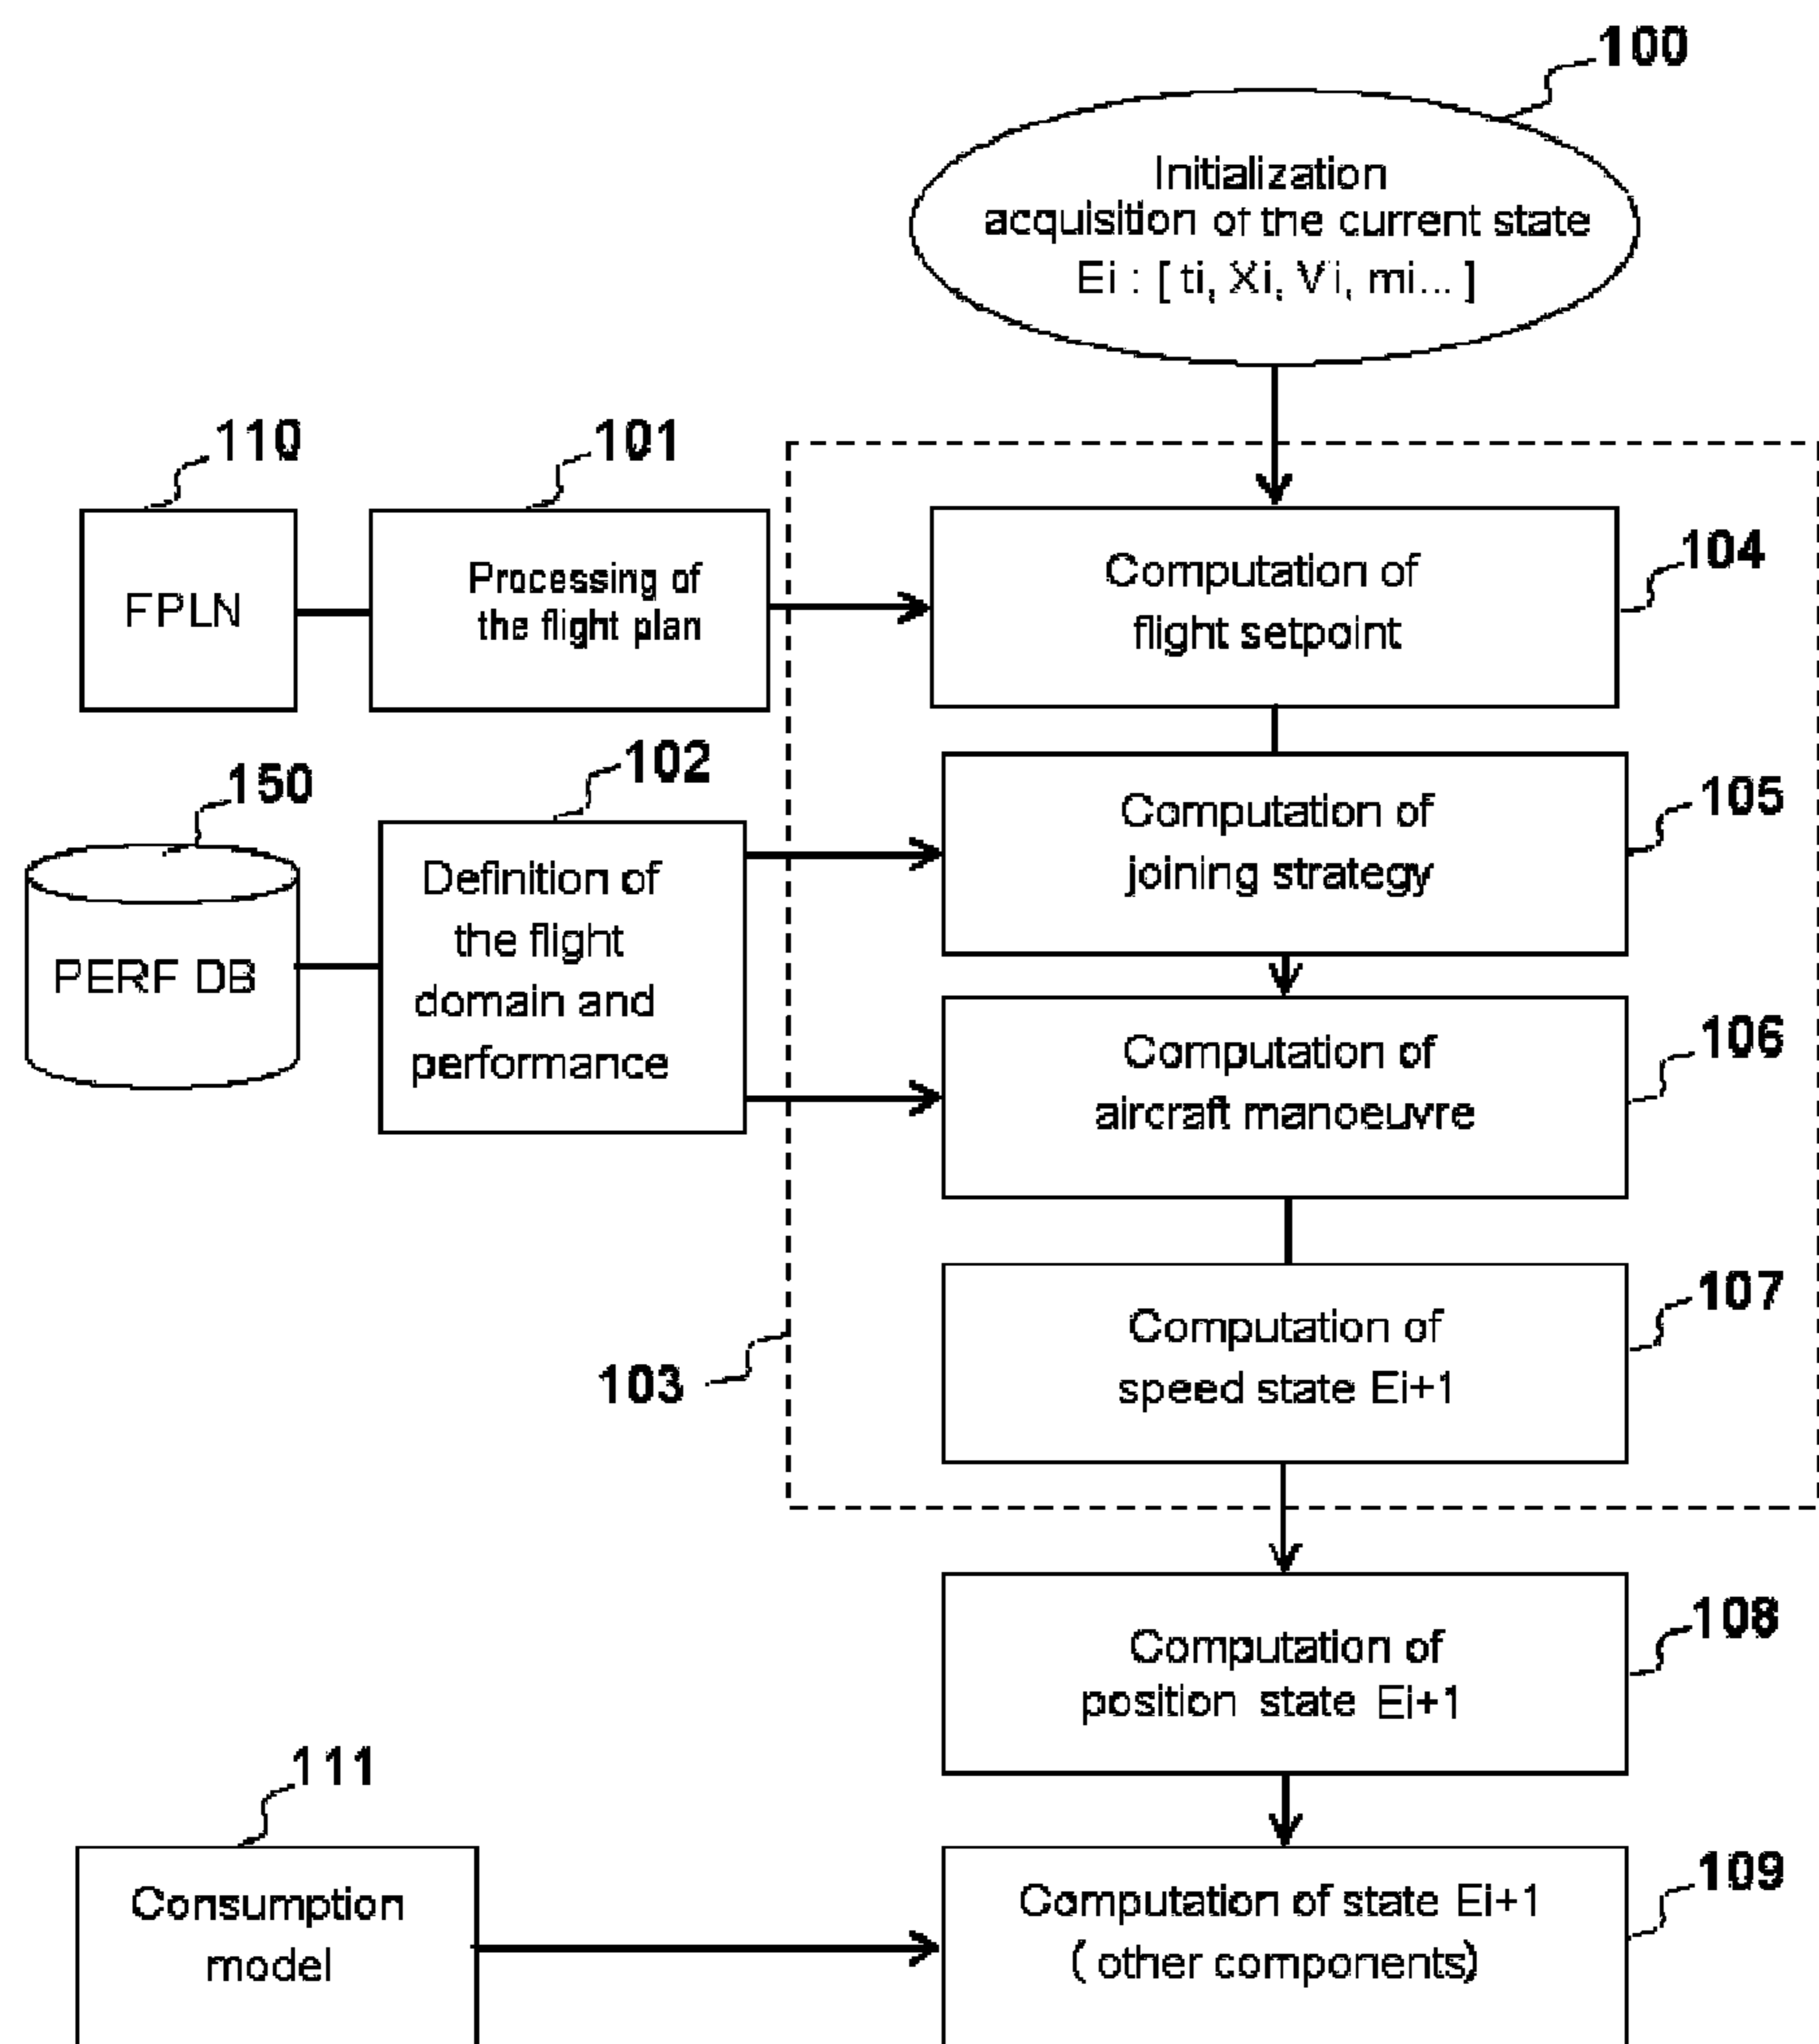 100
Initialization
acquisition of the current state
Ei : [ ti, Xi, Vi, mi... ]
110
101
FPLN
Processing of
the flight plan
Computation of
flight setpoint
104
150
102
PERF DB
Definition of
the flight
domain and
performance
Computation of
joining strategy
105
Computation of
aircraft manoeuvre
106
Computation of
speed state Ei+1
107
103
Computation of
position state Ei+1
108
111
Consumption
model
Computation of state Ei+1
( other components)
109